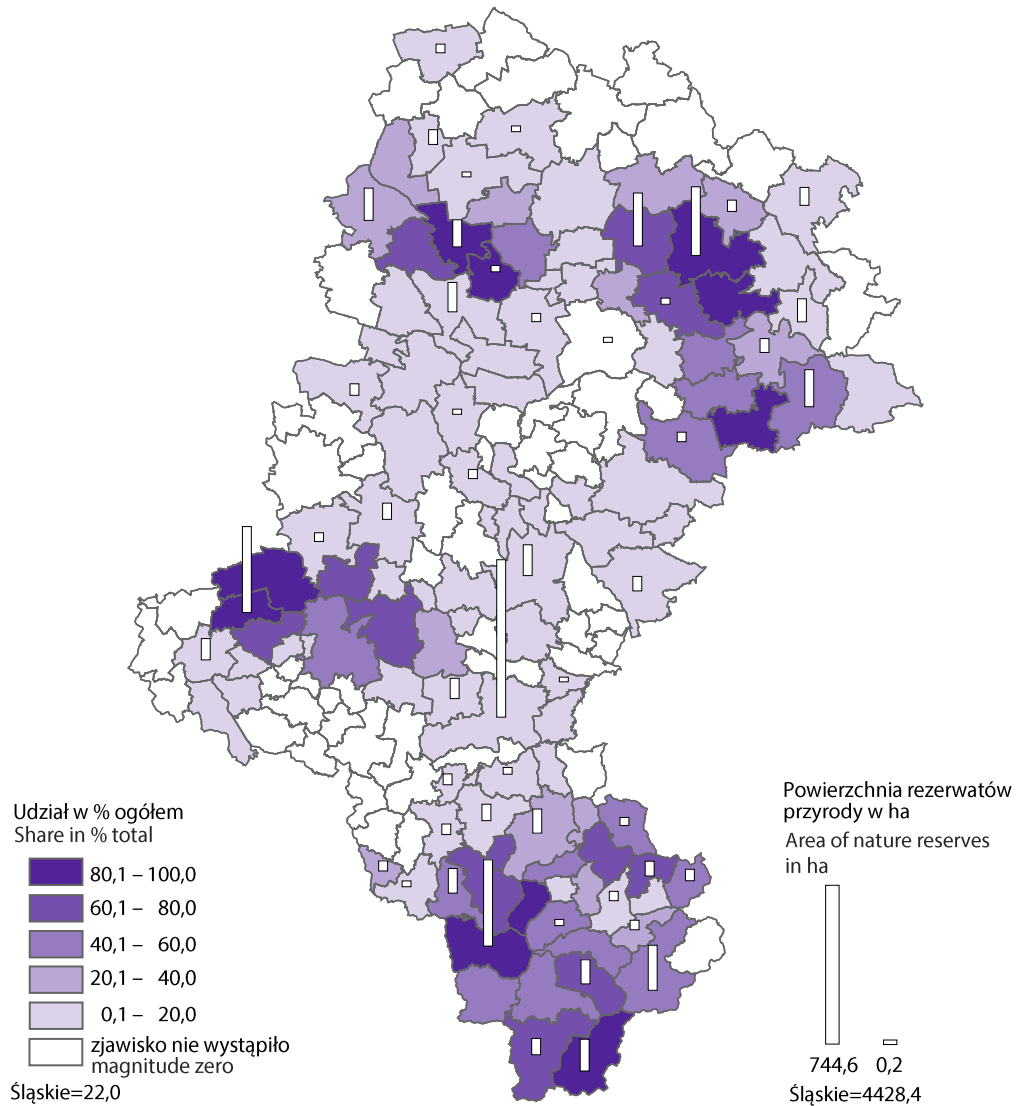 Udział w % ogółem
Share in % total
80,1 – 100,0
60,1 – 80,0
40,1 – 60,0
20,1 – 40,0
0,1 – 20,0
zjawisko nie wystąpiło
magnitude zero
Śląskie=22,0
Powierzchnia rezerwatów
przyrody w ha
Area of nature reserves
in ha
744,6 0,2
Śląskie=4428,4